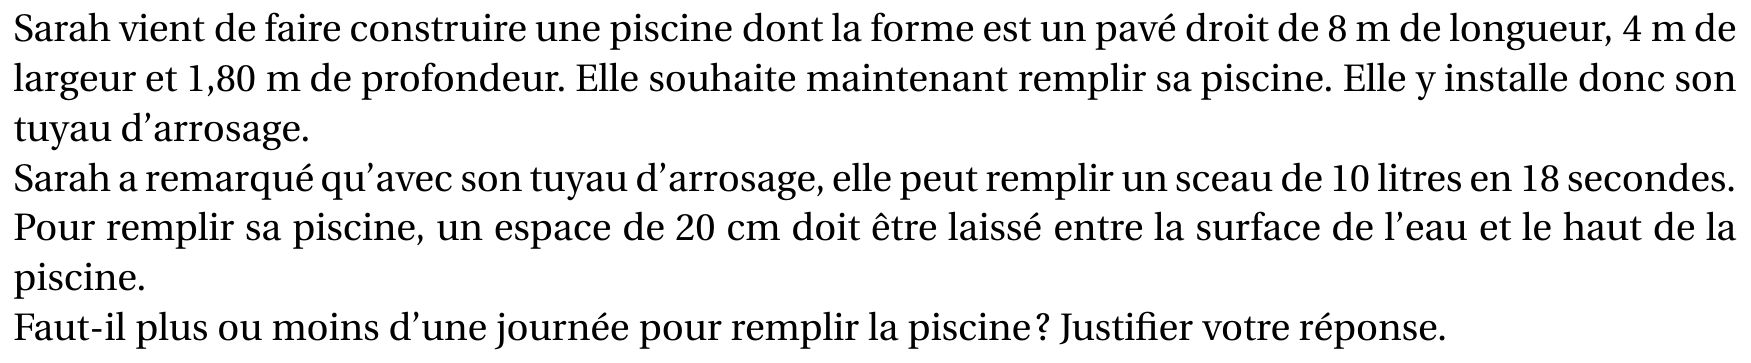 Sarah vient de faire construire une piscine dont la forme est un pavé droit de 8 m de longueur, 4 m de
largeur et 1,80 m de profondeur. Elle souhaite maintenant remplir sa piscine. Elle y installe donc son
tuyau d’arrosage.
Sarah a remarqué qu’avec son tuyau d’arrosage, elle peut remplir un sceau de 10 litres en 18 secondes.
Pour remplir sa piscine, un espace de 20 cm doit être laissé entre la surface de l’eau et le haut de la
piscine.
Faut-il plus ou moins d’une journée pour remplir la piscine? Justifier votre réponse.